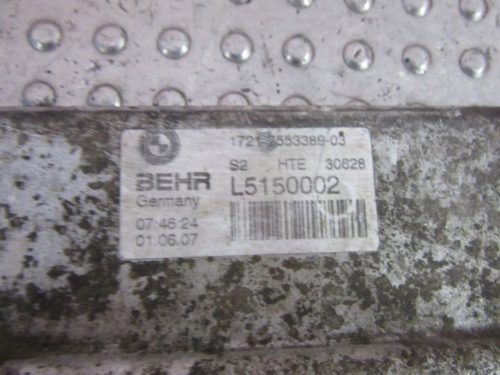 1721-7553389-03
S2 HTE 30628
BEHR L5150002
Germany
07:46:24
01.06.07